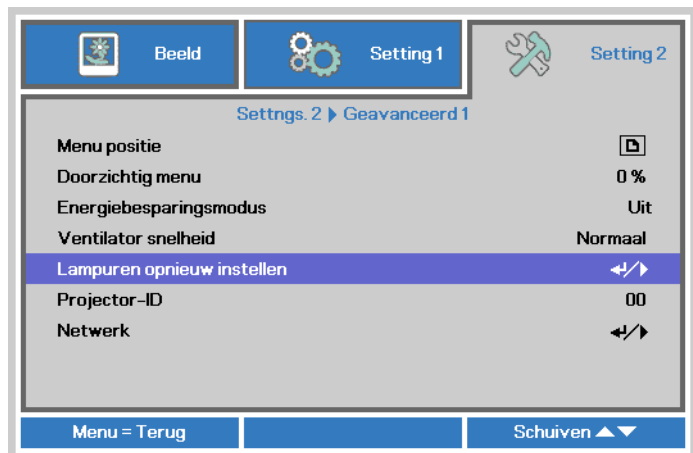 Beeld
Setting 1
Setting 2
Settngs. 2 ▶ Geavanceerd 1
Menu positie
Doorzichtig menu 0 %
Energiebesparingsmodus Uit
Ventilator snelheid Normaal
Lampuren opnieuw instellen ↵/▶
Projector-ID 00
Netwerk ↵/▶
Menu = Terug
Schuiven ▲▼